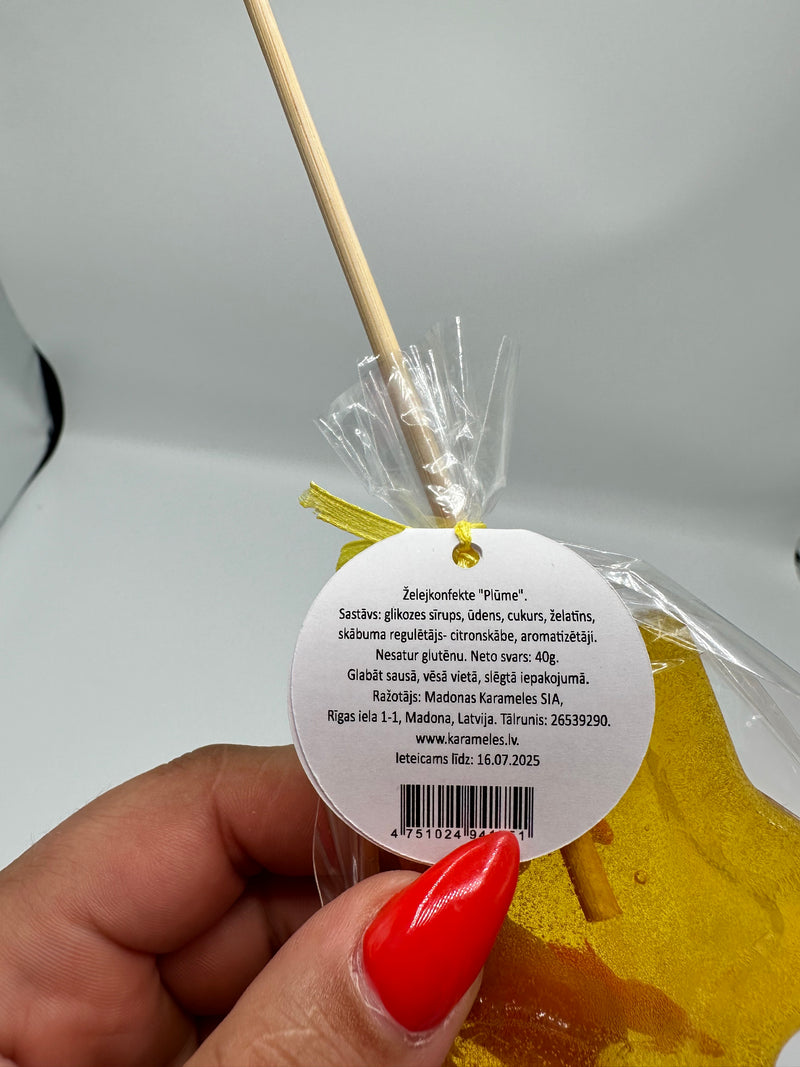 Želejkonfekte "Plūme".
Sastāvs: glikozes sīrups, ūdens, cukurs, želatīns,
skābuma regulētājs- citronskābe, aromatizētāji.
Nesatur glutēnu. Neto svars: 40g.
Glabāt sausā, vēsā vietā, slēgtā iepakojumā.
Ražotājs: Madonas Karameles SIA,
Rīgas iela 1-1, Madona, Latvija. Tālrunis: 26539290.
www.karameles.lv.
Ieteicams līdz: 16.07.2025
4 751024